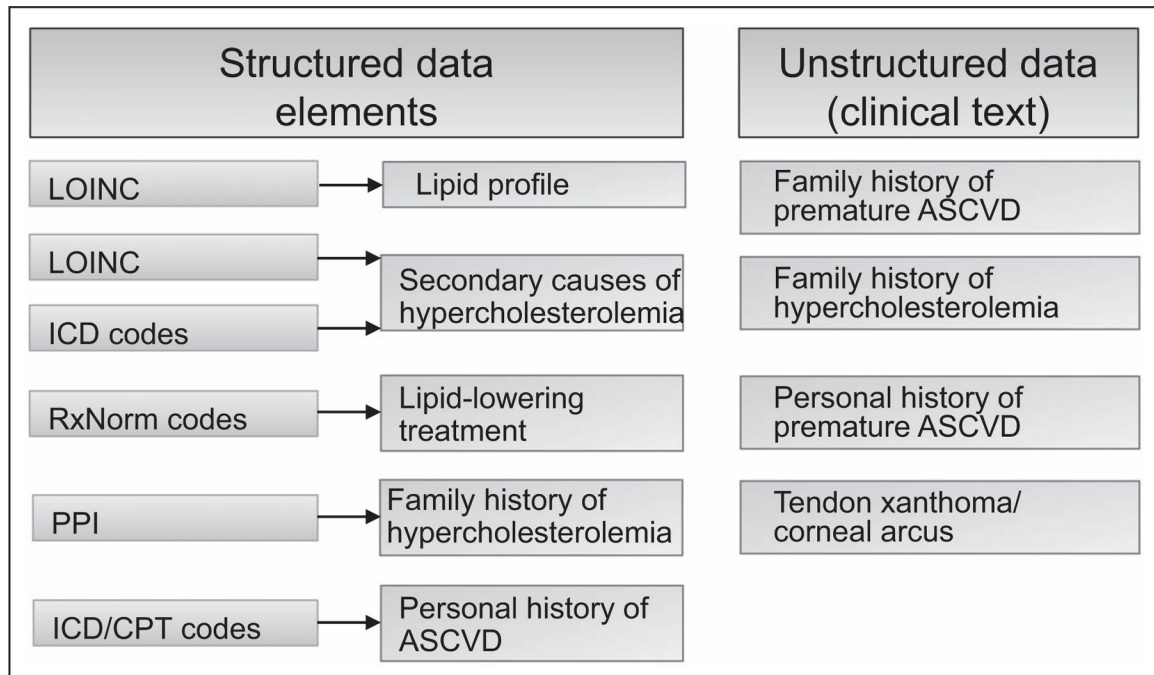 Structured data
elements
LOINC
Lipid profile
LOINC
ICD codes
Secondary causes of
hypercholesterolemia
RxNorm codes
Lipid-lowering
treatment
PPI
Family history of
hypercholesterolemia
ICD/CPT codes
Personal history of
ASCVD
Unstructured data
(clinical text)
Family history of
premature ASCVD
Family history of
hypercholesterolemia
Personal history of
premature ASCVD
Tendon xanthoma/
corneal arcus